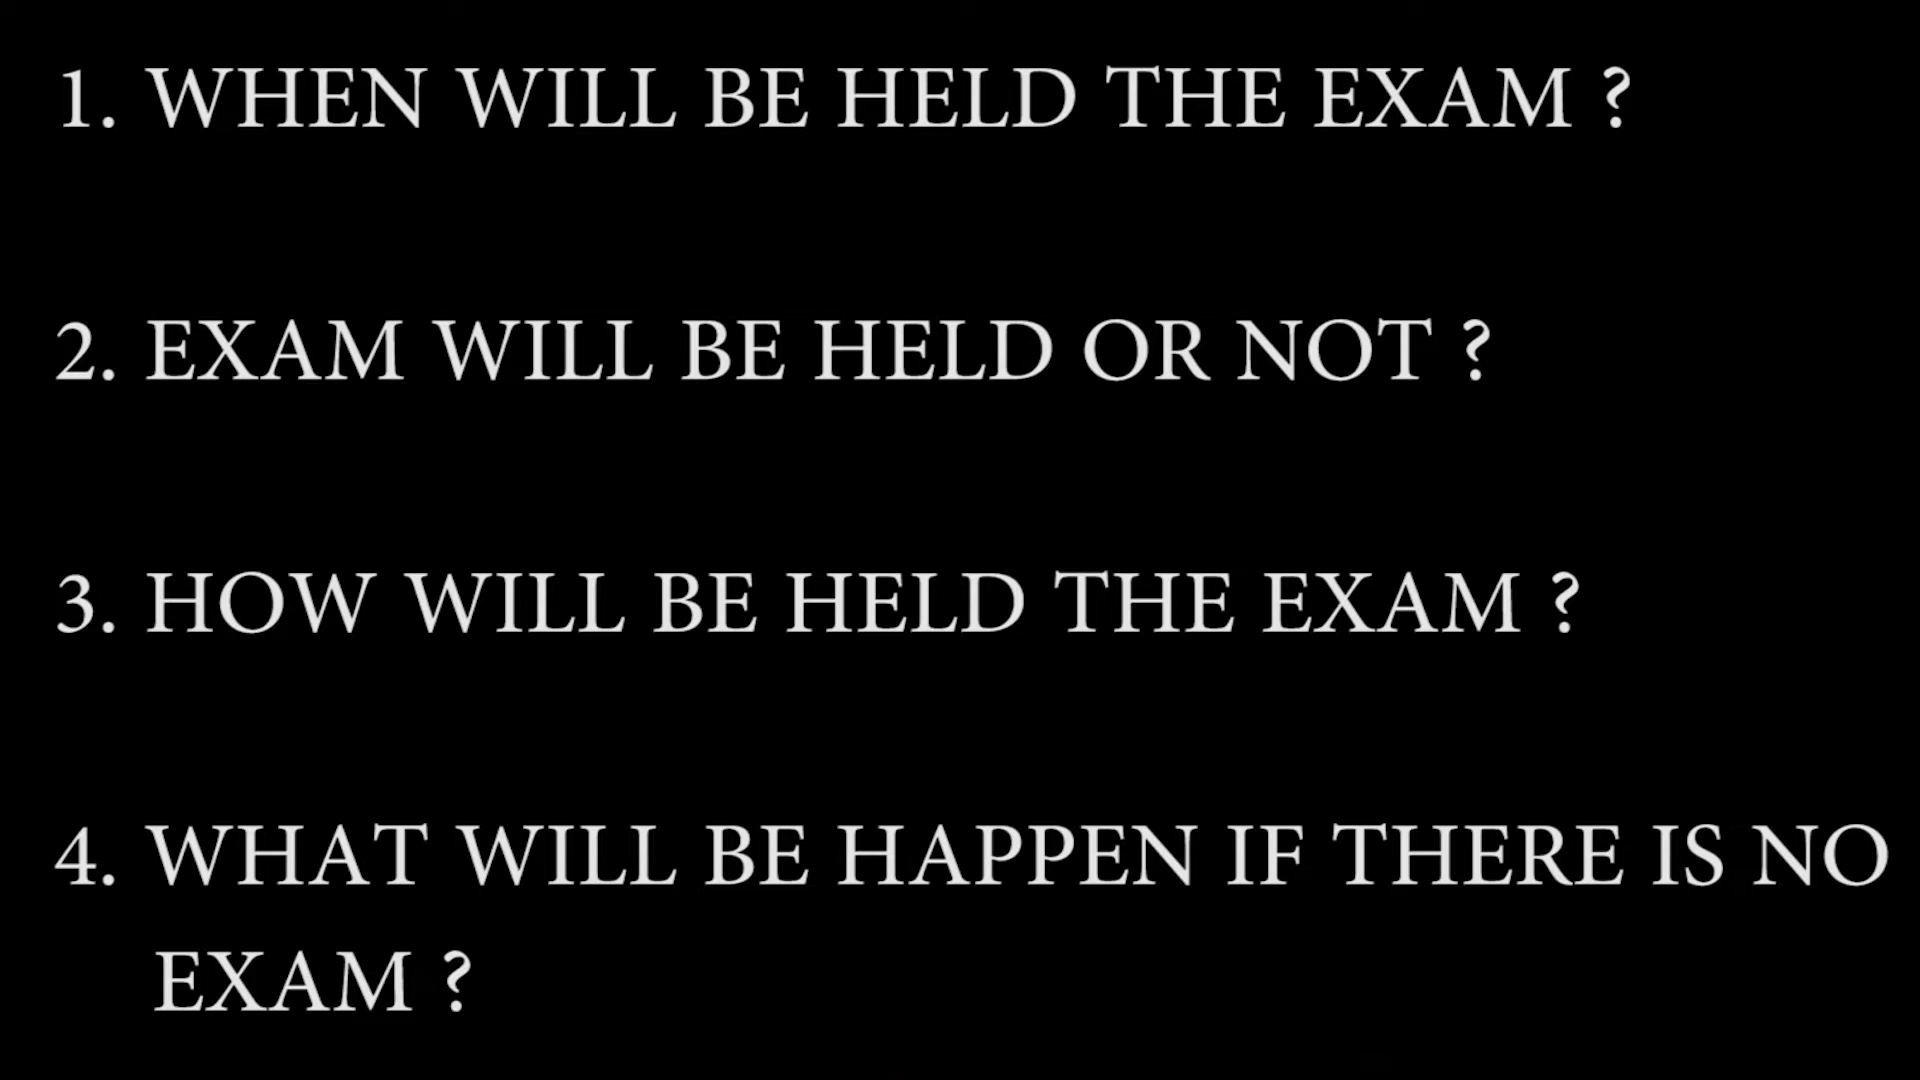 1. WHEN WILL BE HELD THE EXAM ?
2. EXAM WILL BE HELD OR NOT ?
3. HOW WILL BE HELD THE EXAM ?
4. WHAT WILL BE HAPPEN IF THERE IS NO
EXAM ?